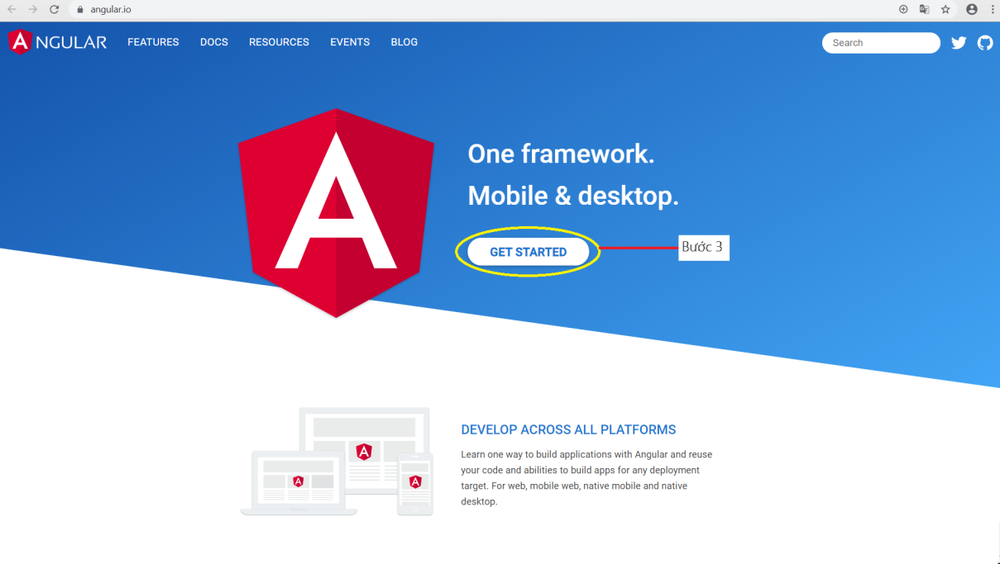 angular.io
ANGULAR FEATURES DOCS RESOURCES EVENTS BLOG Search
One framework.
Mobile & desktop.
GET STARTED
Bước 3
DEVELOP ACROSS ALL PLATFORMS
Learn one way to build applications with Angular and reuse
your code and abilities to build apps for any deployment
target. For web, mobile web, native mobile and native
desktop.